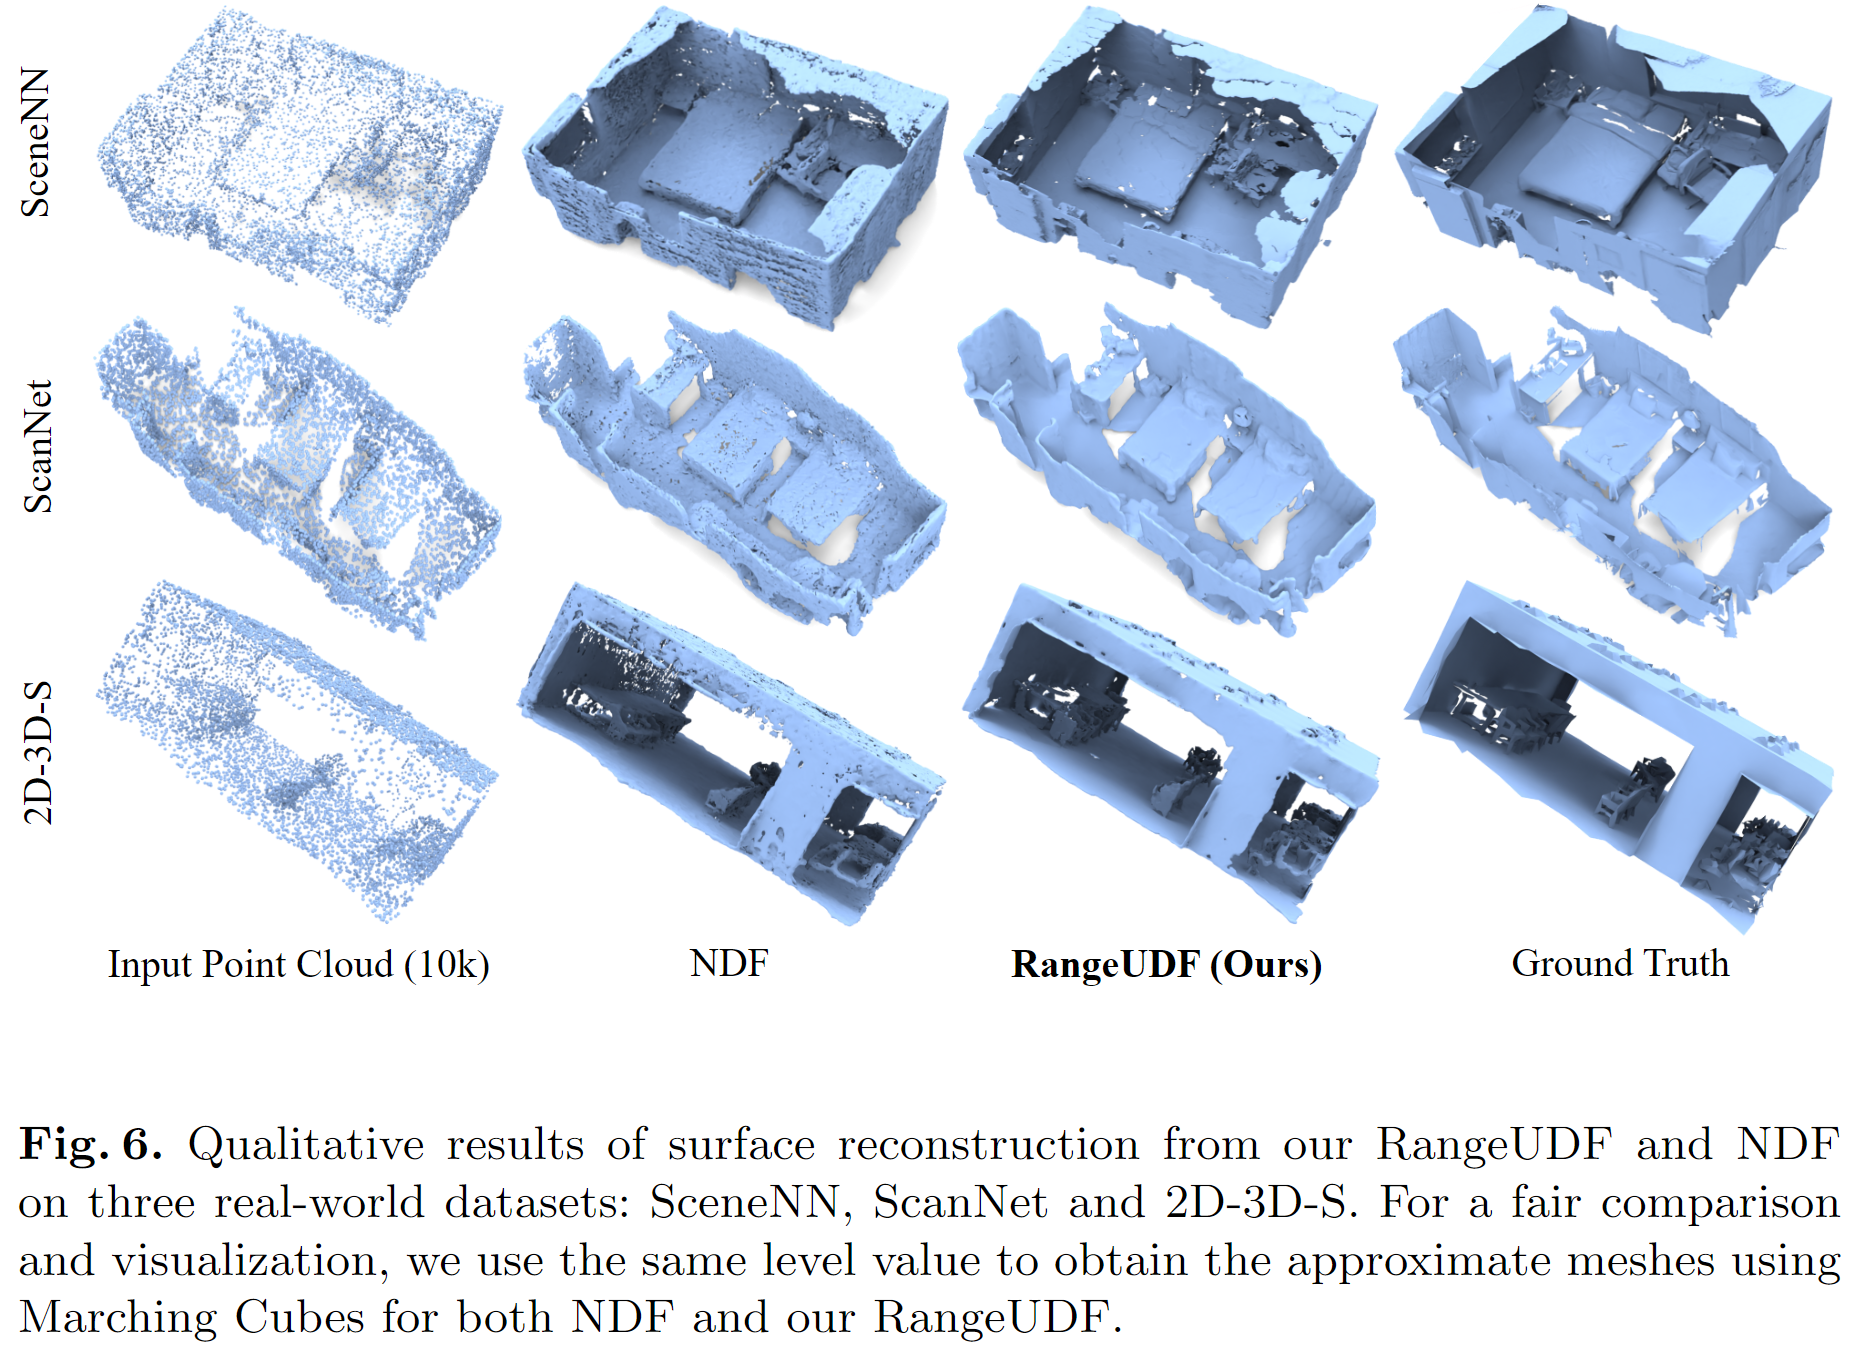 SceneNN
ScanNet
2D-3D-S
Input Point Cloud (10k) NDF RangeUDF (Ours) Ground Truth
Fig. 6. Qualitative results of surface reconstruction from our RangeUDF and NDF
on three real-world datasets: SceneNN, ScanNet and 2D-3D-S. For a fair comparison
and visualization, we use the same level value to obtain the approximate meshes using
Marching Cubes for both NDF and our RangeUDF.